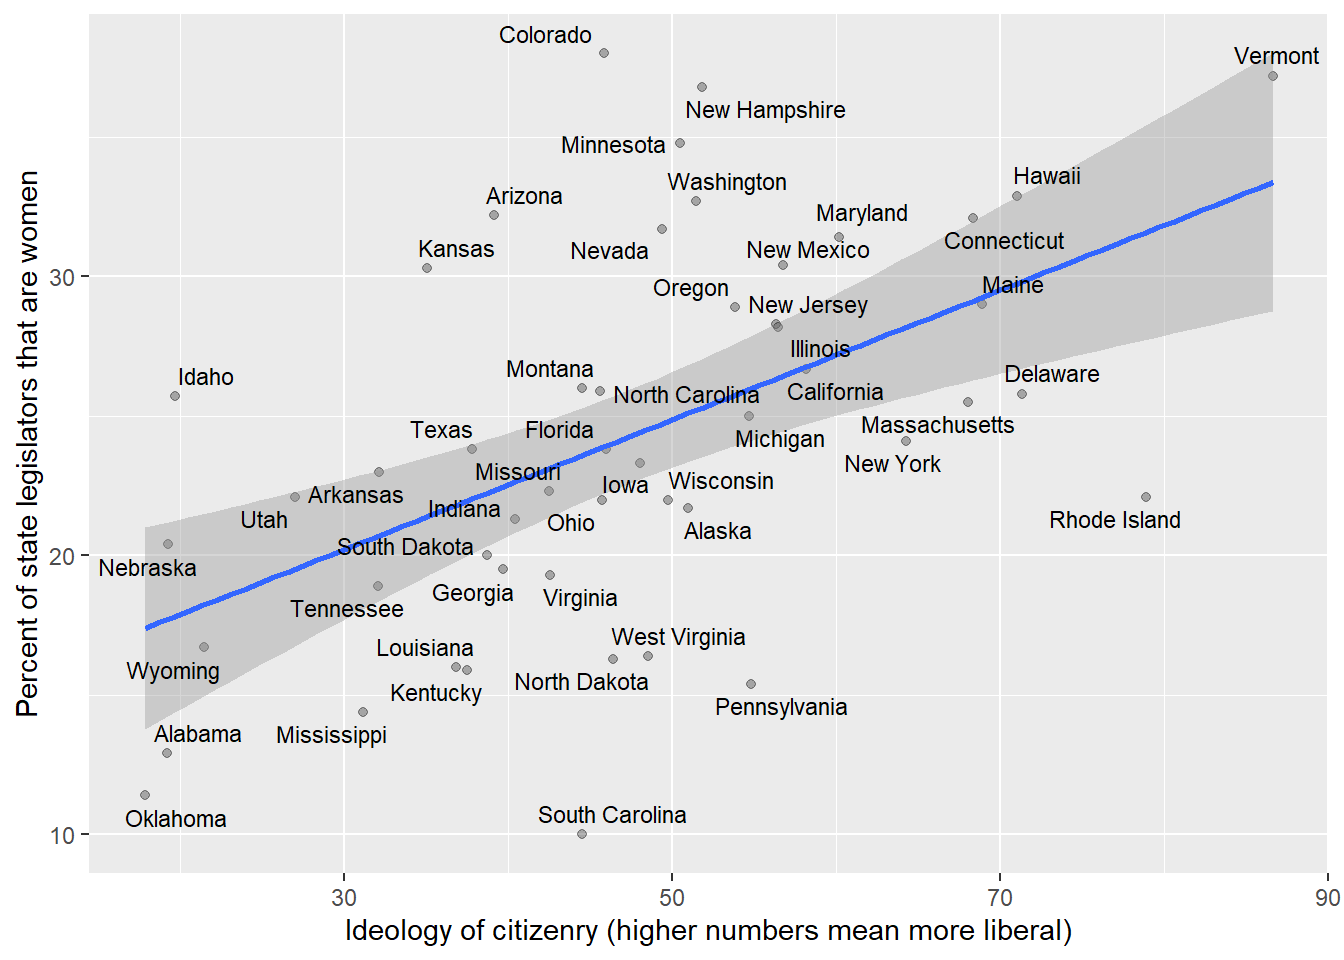 Colorado
Vermont
New Hampshire
Minnesota
Washington
Hawaii
Arizona
Maryland
Connecticut
Kansas
Nevada
New Mexico
Oregon
Maine
New Jersey
Illinois
Idaho
Montana
Delaware
North Carolina
California
Texas
Florida
Massachusetts
Michigan
New York
Missouri
Arkansas
Iowa
Wisconsin
Utah
Indiana
Ohio
Alaska
Rhode Island
Nebraska
South Dakota
Georgia
Virginia
Tennessee
West Virginia
Louisiana
Wyoming
North Dakota
Kentucky
Pennsylvania
Alabama
Mississippi
Oklahoma
South Carolina
30
20
10
Percent of state legislators that are women
30
50
70
90
Ideology of citizenry (higher numbers mean more liberal)